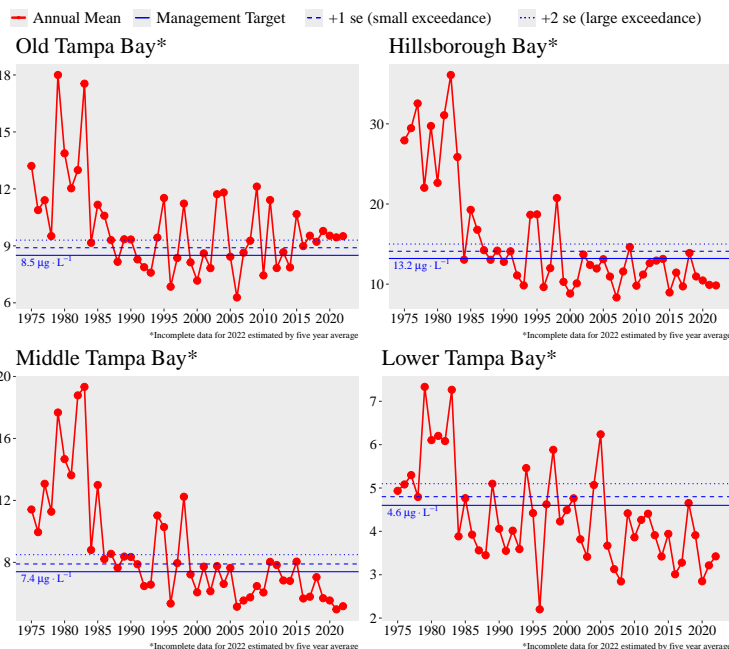 Annual Mean Management Target +1 se (small exceedance) +2 se (large exceedance)
Old Tampa Bay*
18
15
12
9
6
8.5 µg · L⁻¹
1975 1980 1985 1990 1995 2000 2005 2010 2015 2020
*Incomplete data for 2022 estimated by five year average
Hillsborough Bay*
30
20
10
13.2 µg · L⁻¹
1975 1980 1985 1990 1995 2000 2005 2010 2015 2020
*Incomplete data for 2022 estimated by five year average
Middle Tampa Bay*
20
16
12
8
7.4 µg · L⁻¹
1975 1980 1985 1990 1995 2000 2005 2010 2015 2020
*Incomplete data for 2022 estimated by five year average
Lower Tampa Bay*
7
6
5
4
3
2
4.6 µg · L⁻¹
1975 1980 1985 1990 1995 2000 2005 2010 2015 2020
*Incomplete data for 2022 estimated by five year average